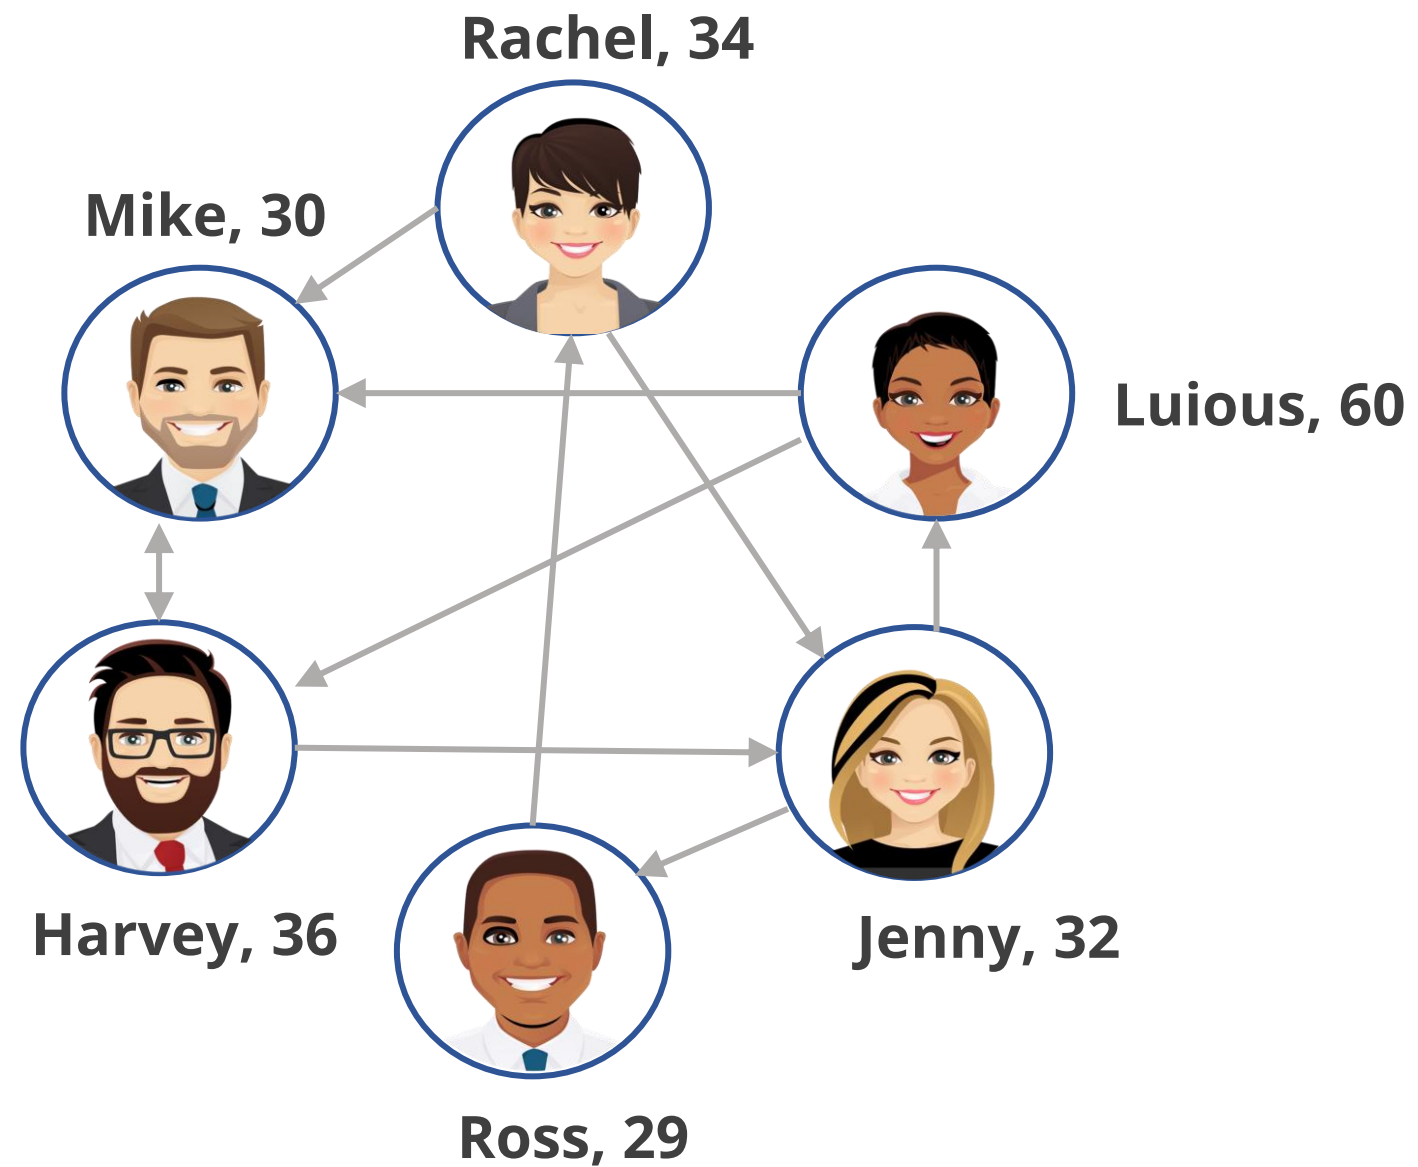 Rachel, 34
Mike, 30
Luious, 60
Harvey, 36
Jenny, 32
Ross, 29